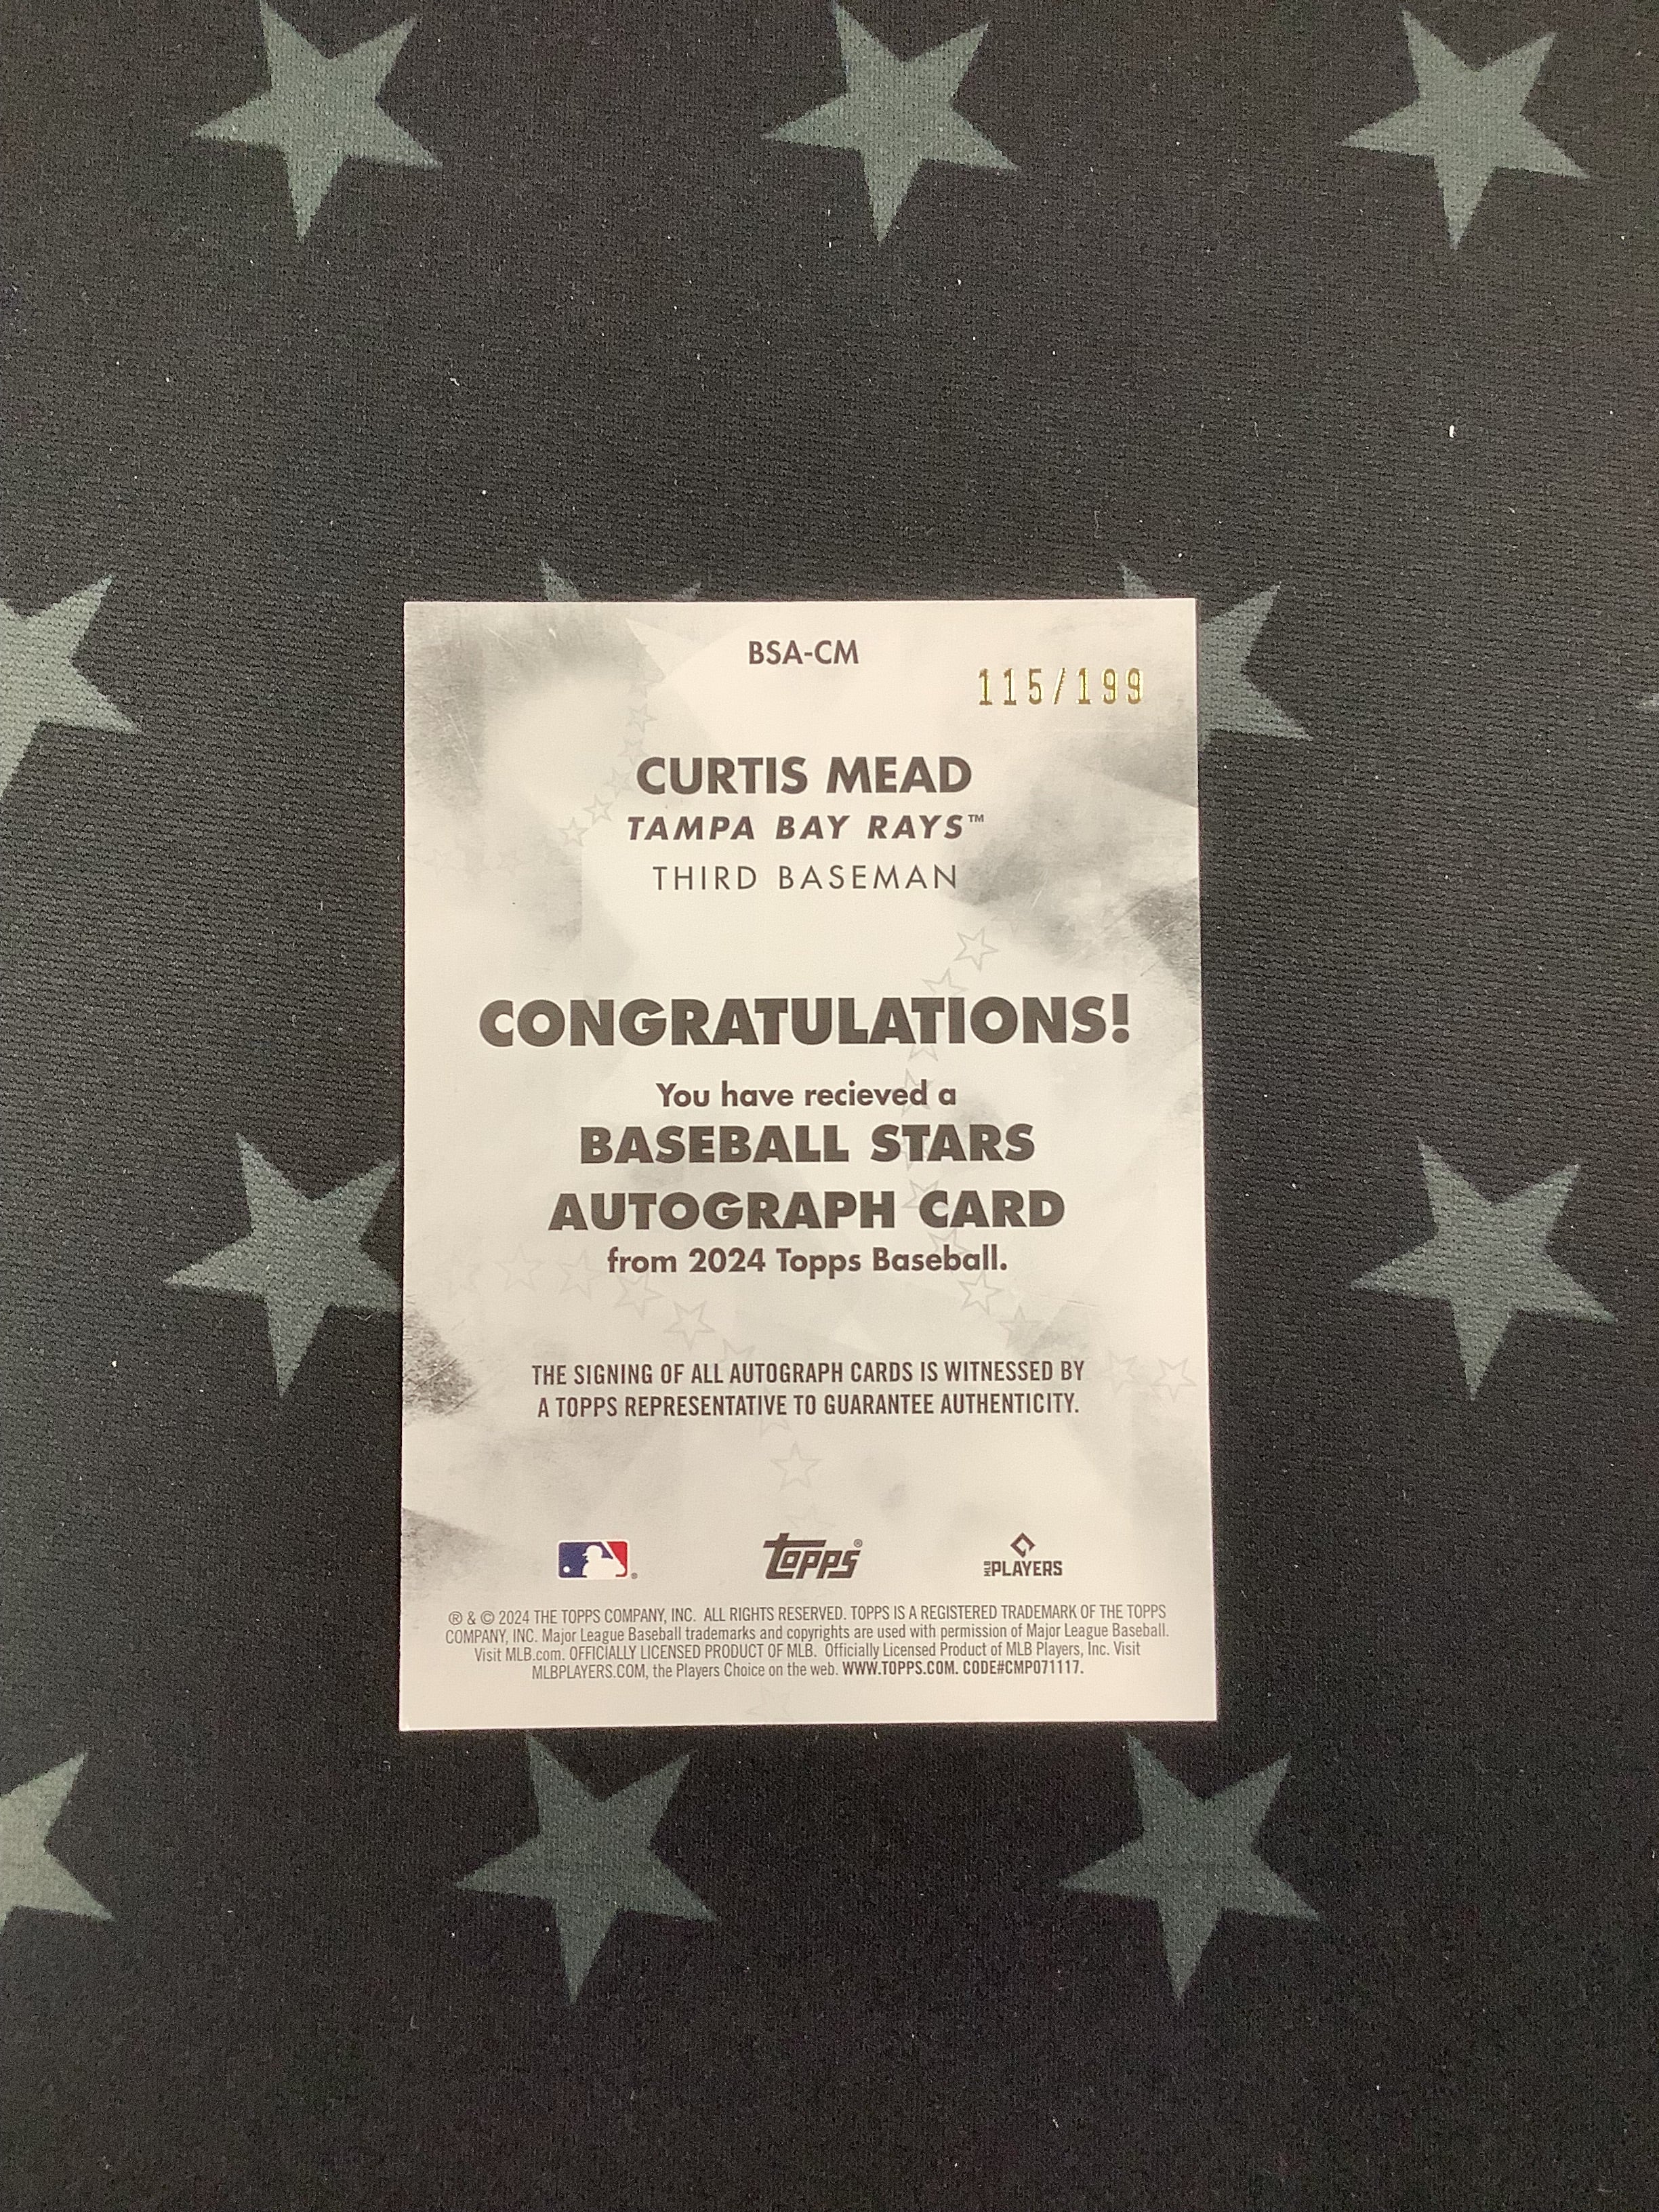 BSA-CM
115/199
CURTIS MEAD
TAMPA BAY RAYS™
THIRD BASEMAN
CONGRATULATIONS!
You have recieved a
BASEBALL STARS
AUTOGRAPH CARD
from 2024 Topps Baseball.
THE SIGNING OF ALL AUTOGRAPH CARDS IS WITNESSED BY
A TOPPS REPRESENTATIVE TO GUARANTEE AUTHENTICITY.
® topps® MLB PLAYERS
® & © 2024 THE TOPPS COMPANY, INC. ALL RIGHTS RESERVED. TOPPS IS A REGISTERED TRADEMARK OF THE TOPPS
COMPANY, INC. Major League Baseball trademarks and copyrights are used with permission of Major League Baseball.
Visit MLB.com. OFFICIALLY LICENSED PRODUCT OF MLB. Officially Licensed Product of MLB Players, Inc. Visit
MLBPLAYERS.COM, the Players Choice on the web. WWW.TOPPS.COM. CODE#CMP071117.